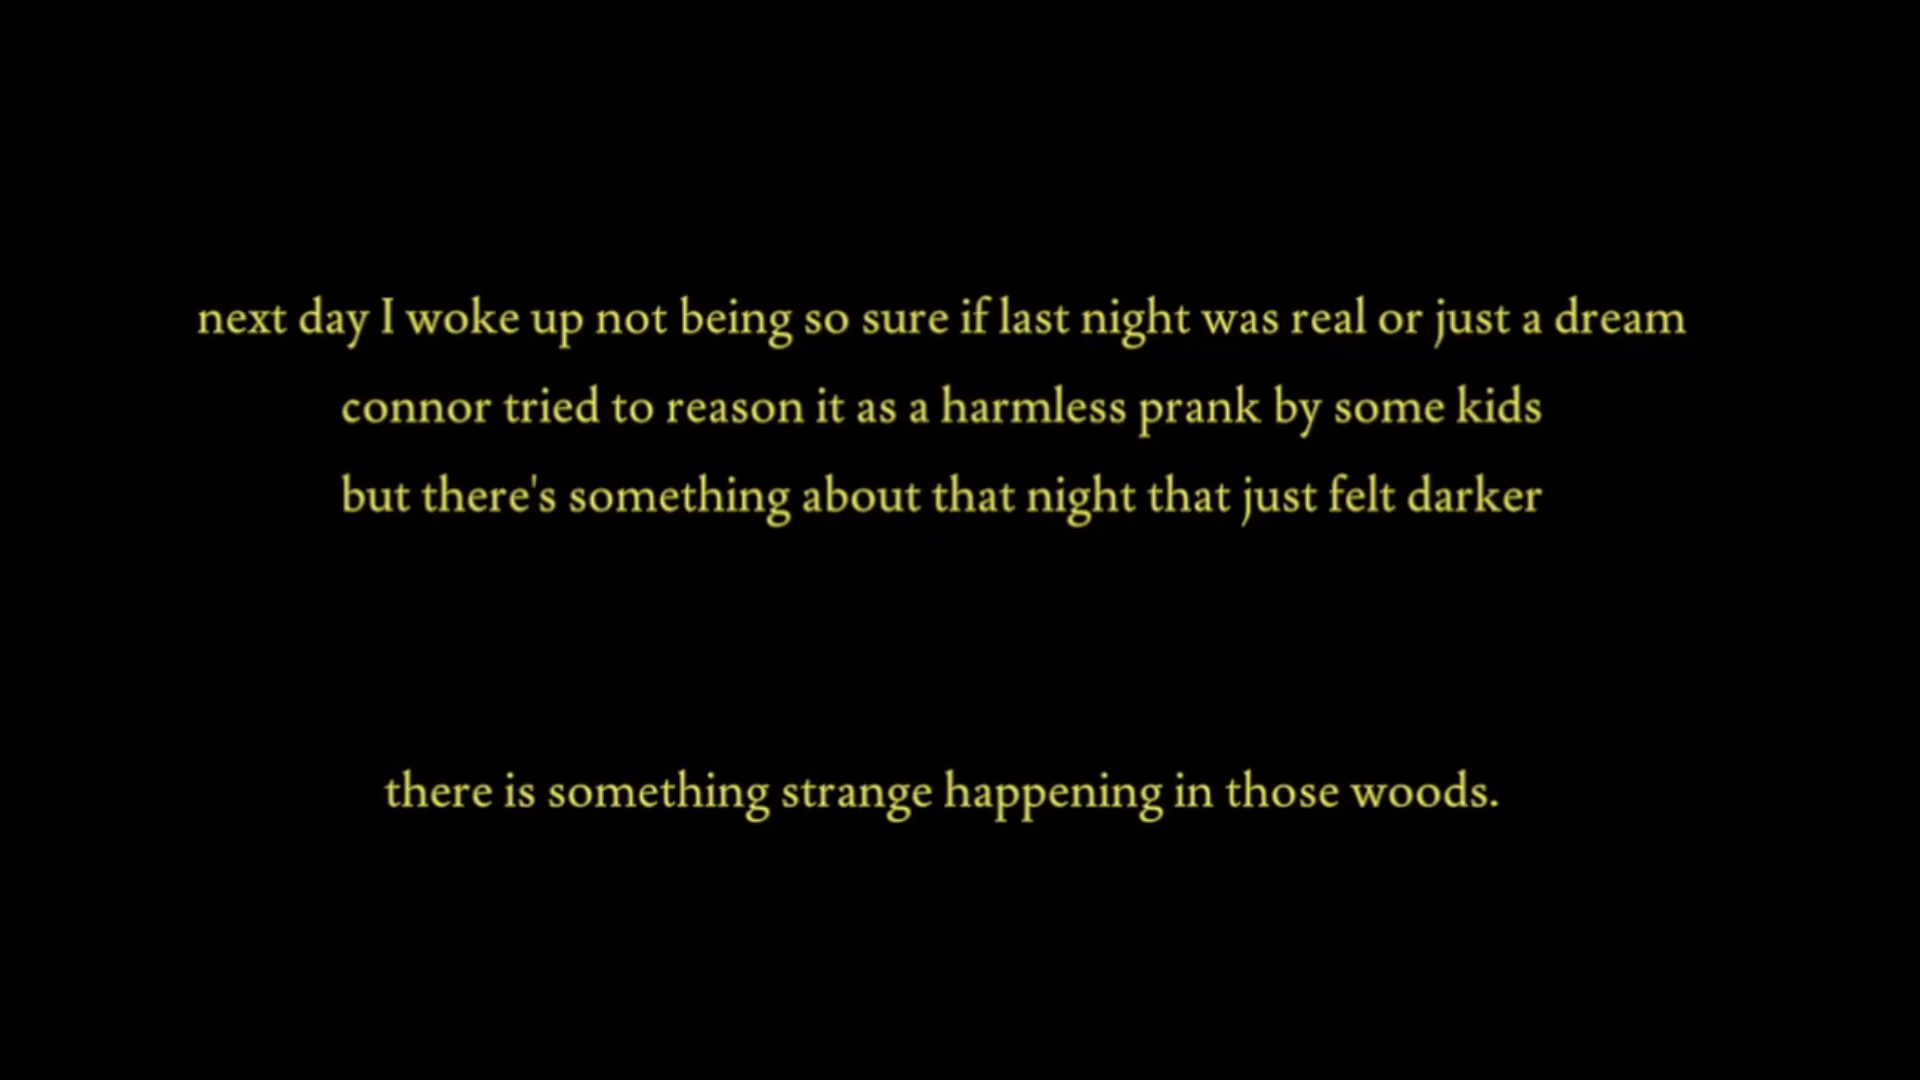 next day I woke up not being so sure if last night was real or just a dream
connor tried to reason it as a harmless prank by some kids
but there's something about that night that just felt darker
there is something strange happening in those woods.